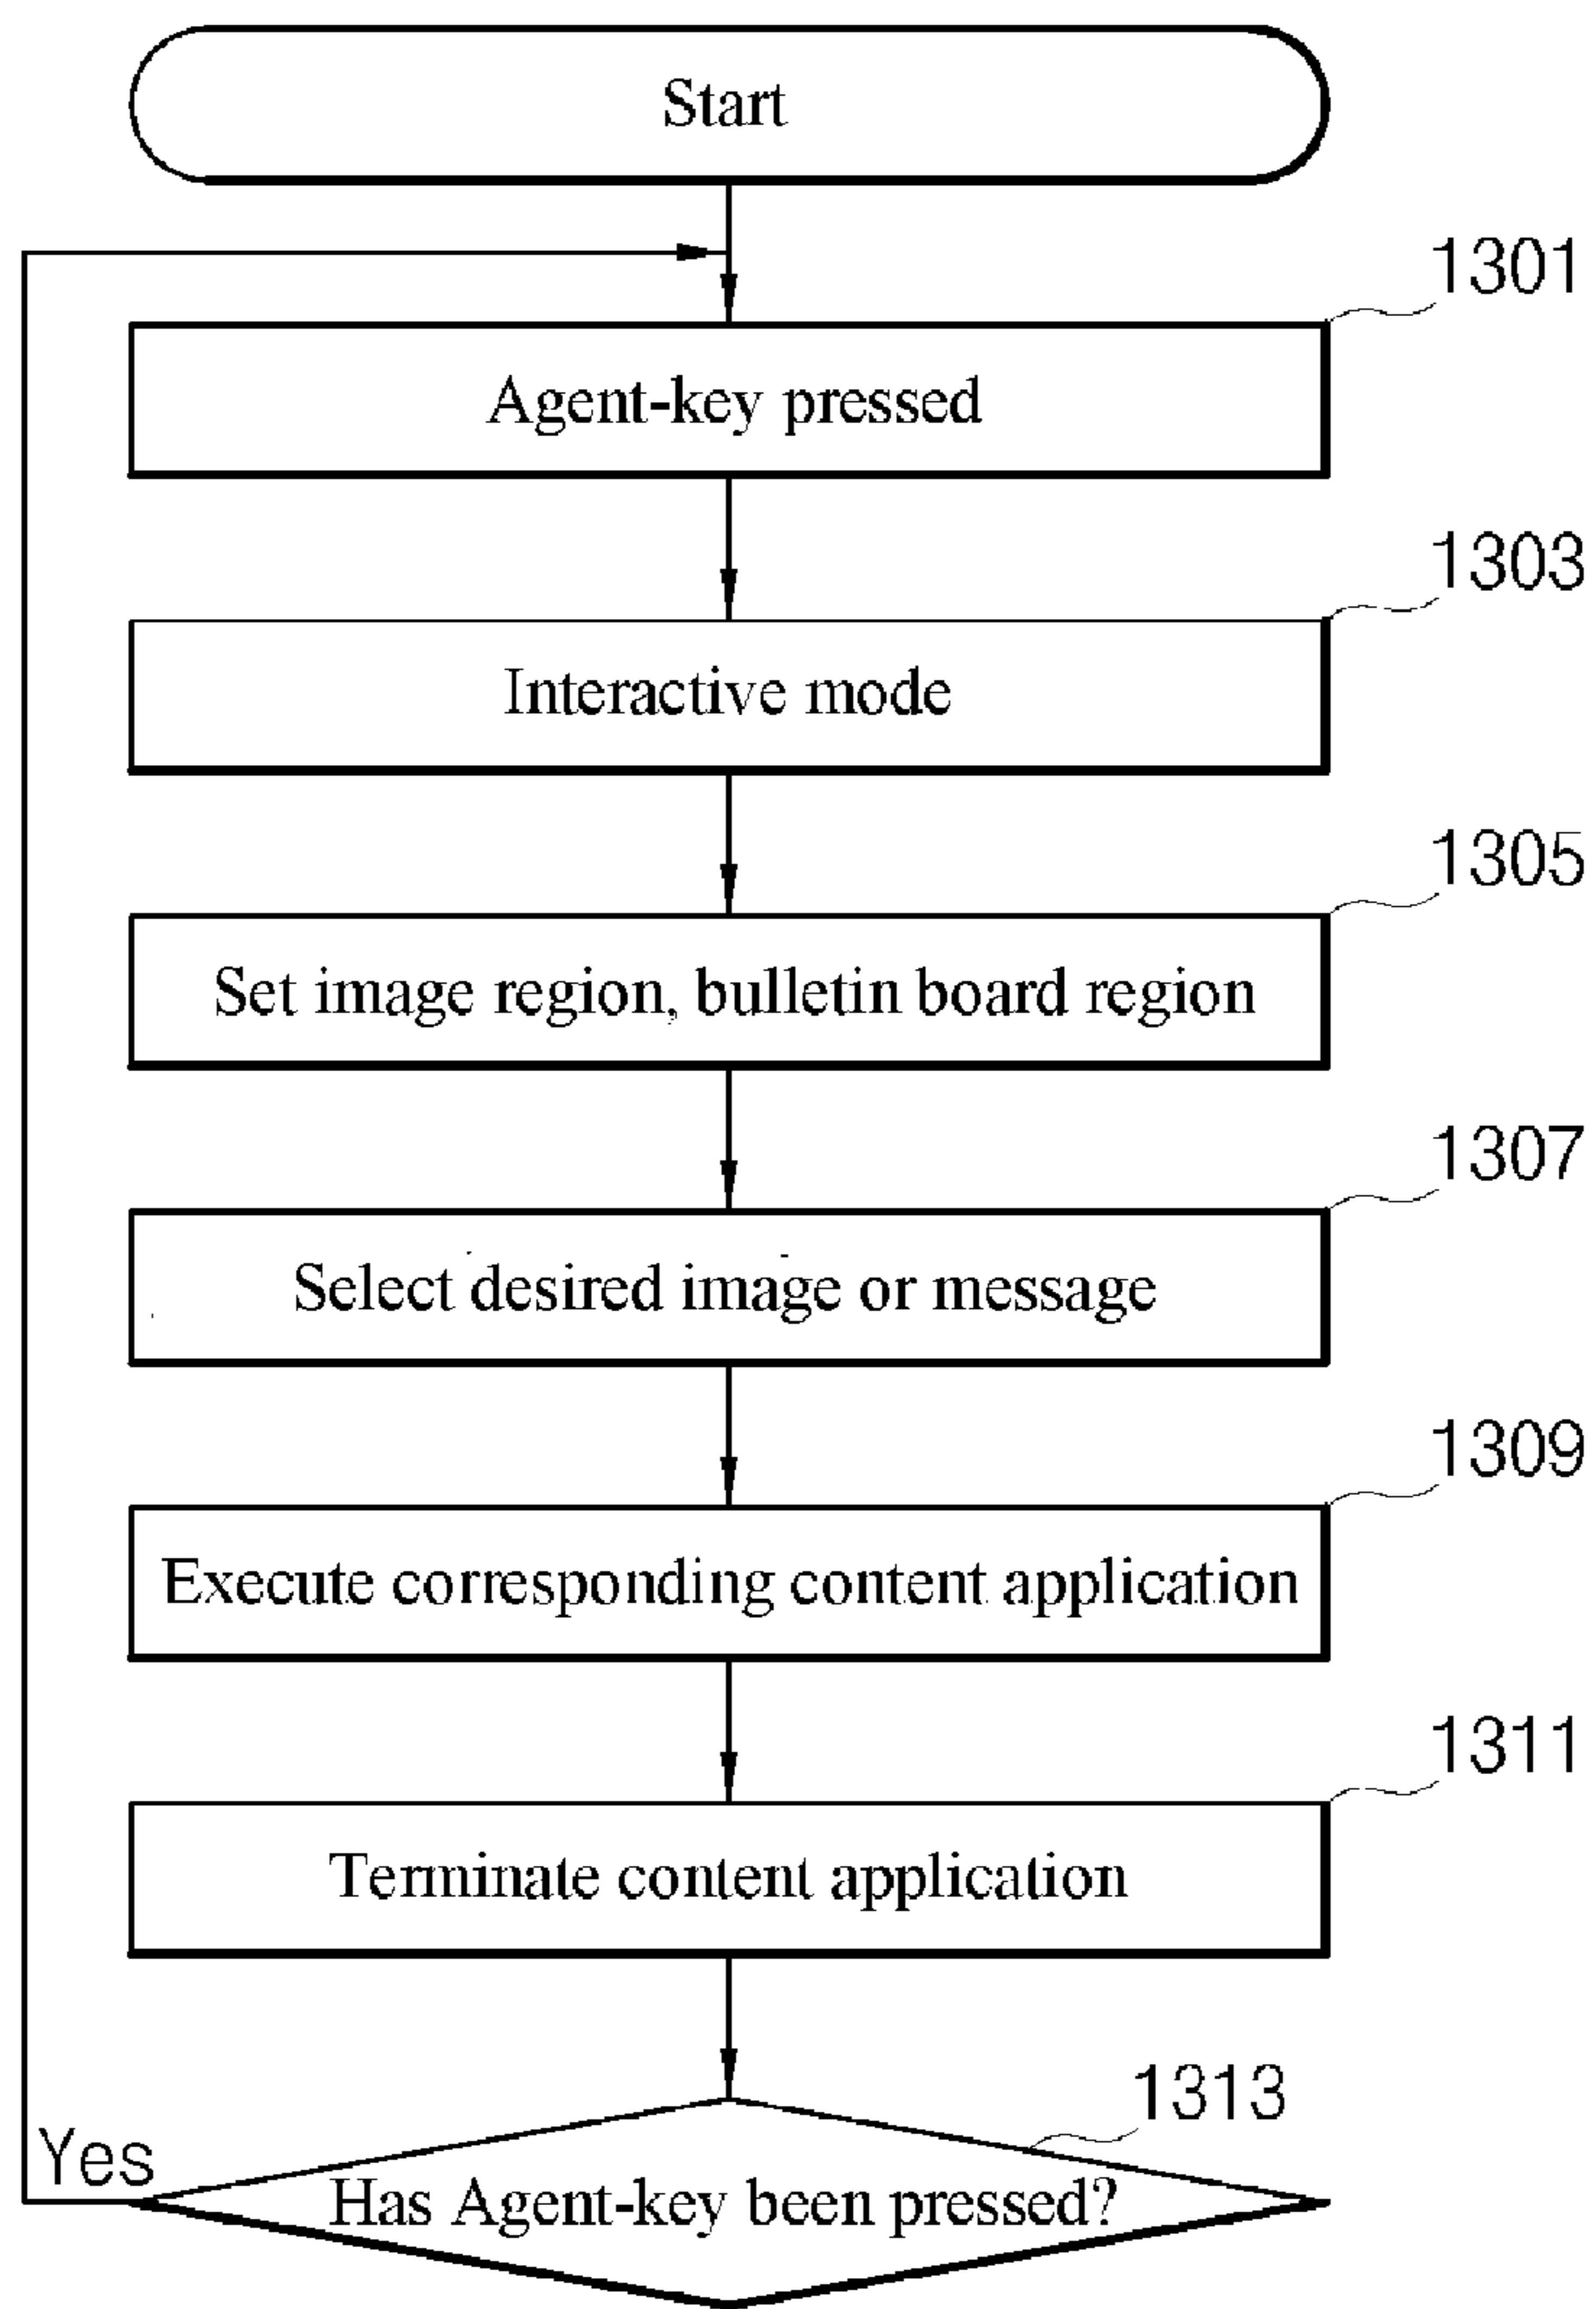 Start
1301
Agent-key pressed
1303
Interactive mode
1305
Set image region, bulletin board region
1307
Select desired image or message
1309
Execute corresponding content application
1311
Terminate content application
1313
Yes
Has Agent-key been pressed?